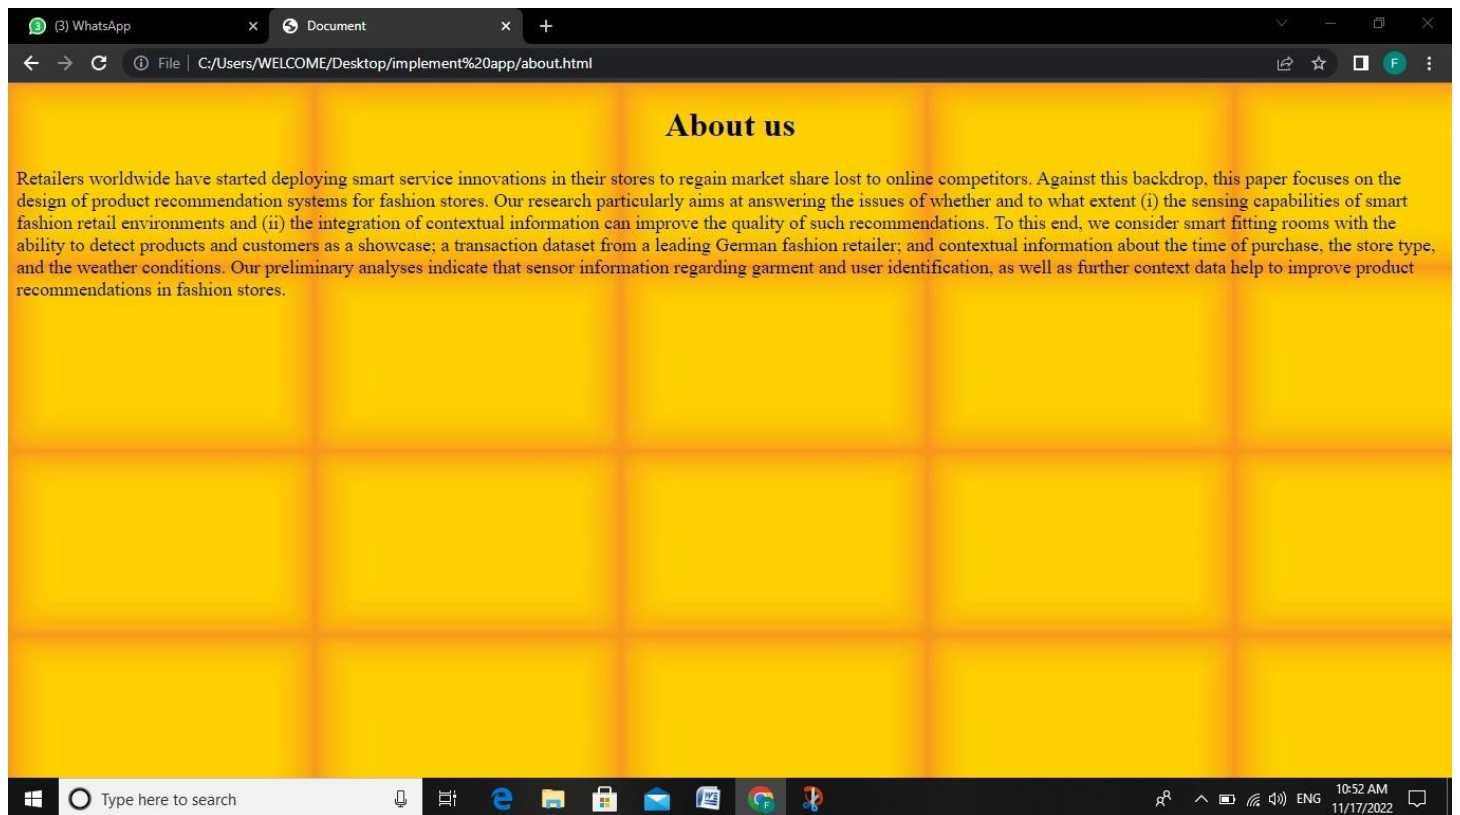 (3) WhatsApp
Document
File
C:/Users/WELCOME/Desktop/implement%20app/about.html
F
About us
Retailers worldwide have started deploying smart service innovations in their stores to regain market share lost to online competitors. Against this backdrop, this paper focuses on the
design of product recommendation systems for fashion stores. Our research particularly aims at answering the issues of whether and to what extent (i) the sensing capabilities of smart
fashion retail environments and (ii) the integration of contextual information can improve the quality of such recommendations. To this end, we consider smart fitting rooms with the
ability to detect products and customers as a showcase; a transaction dataset from a leading German fashion retailer; and contextual information about the time of purchase, the store type,
and the weather conditions. Our preliminary analyses indicate that sensor information regarding garment and user identification, as well as further context data help to improve product
recommendations in fashion stores.
Type here to search
ENG
10:52 AM
11/17/2022